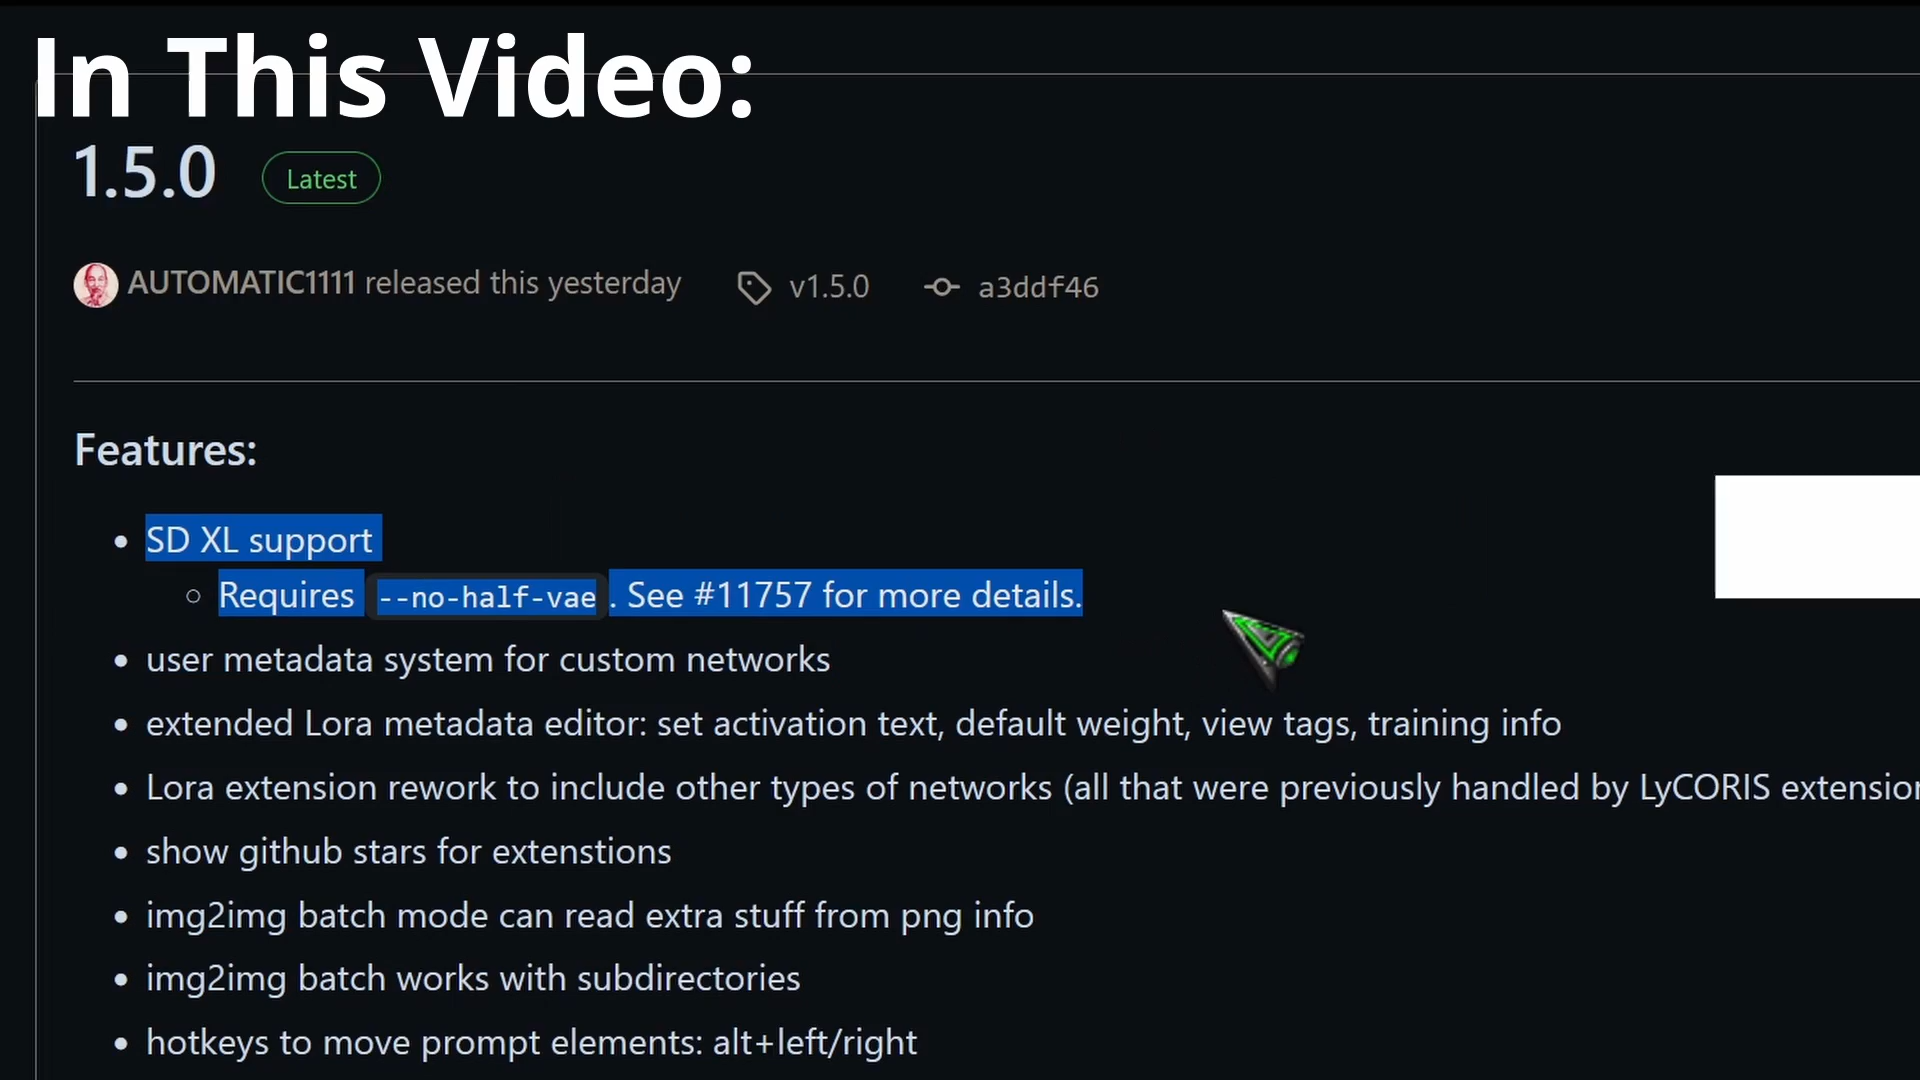 In This Video:
1.5.0 Latest
AUTOMATIC1111 released this yesterday v1.5.0 a3ddf46
Features:
SD XL support
Requires --no-half-vae. See #11757 for more details.
user metadata system for custom networks
extended Lora metadata editor: set activation text, default weight, view tags, training info
Lora extension rework to include other types of networks (all that were previously handled by LyCORIS extension
show github stars for extenstions
img2img batch mode can read extra stuff from png info
img2img batch works with subdirectories
hotkeys to move prompt elements: alt+left/right